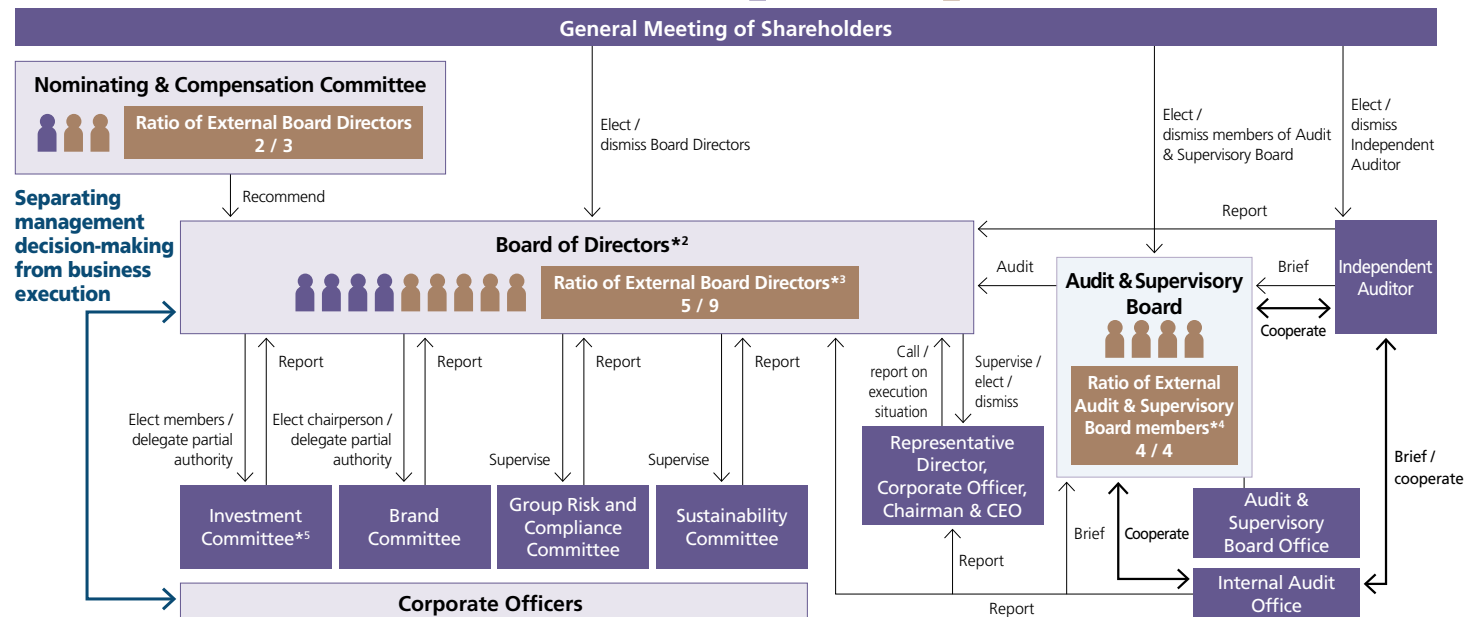 General Meeting of Shareholders
Nominating & Compensation Committee
Ratio of External Board Directors
2 / 3
Elect /
dismiss Board Directors
Elect /
dismiss members of Audit
& Supervisory Board
Elect /
dismiss
Independent
Auditor
Recommend
Separating
management
decision-making
from business
execution
Report
Board of Directors*2
Ratio of External Board Directors*3
5 / 9
Audit
Audit & Supervisory
Board
Ratio of External
Audit & Supervisory
Board members*4
4 / 4
Brief
Cooperate
Independent
Auditor
Report
Report
Report
Report
Elect members /
delegate partial
authority
Elect chairperson /
delegate partial
authority
Supervise
Supervise
Call /
report on
execution
situation
Supervise /
elect /
dismiss
Investment
Committee*5
Brand
Committee
Group Risk and
Compliance
Committee
Sustainability
Committee
Representative
Director,
Corporate Officer,
Chairman & CEO
Brief /
cooperate
Audit &
Supervisory
Board Office
Report
Brief
Cooperate
Internal Audit
Office
Report
Corporate Officers